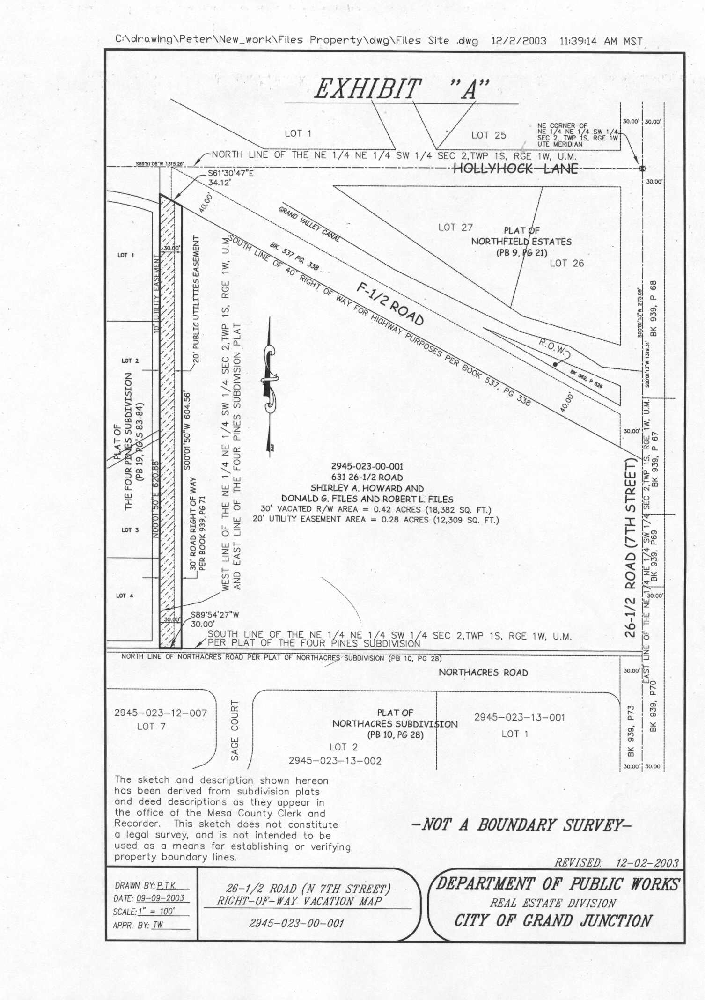 C:\drawing\Peter\New_work\Files Property\dwg\Files Site .dwg 12/2/2003 11:39:14 AM MST
EXHIBIT "A"
30.00' 30.00'
LOT 1
LOT 25
NE CORNER OF
NE 1/4 NE 1/4 SW 1/4
SEC 2, TWP 1S, RGE 1W
UTE MERIDIAN
NORTH LINE OF THE NE 1/4 NE 1/4 SW 1/4 SEC 2,TWP 1S, RGE 1W, U.M.
S89°51'06"W 1315.26'
HOLLYHOCK LANE
S61°30'47"E
34.12'
30.00'
40.00'
GRAND VALLEY CANAL
LOT 27
PLAT OF
NORTHFIELD ESTATES
(PB 9, PG 21)
LOT 26
BK. 537 PG. 338
SOUTH LINE OF 40' RIGHT OF WAY FOR HIGHWAY PURPOSES PER BOOK 537, PG 338
F-1/2 ROAD
LOT 1
30.00'
10' UTILITY EASEMENT
20' PUBLIC UTILITIES EASEMENT
WEST LINE OF THE NE 1/4 NE 1/4 SW 1/4 SEC 2,TWP 1S, RGE 1W, U.M.
AND EAST LINE OF THE FOUR PINES SUBDIVISION PLAT
S00°01'13"W 275.09'
BK 939, P 68
R.O.W.
BK 562, P 526
S00°01'13"W 1319.31'
40.00'
LOT 2
PLAT OF
THE FOUR PINES SUBDIVISION
(PB 19, PG'S 83-84)
S00°01'50"W 604.56'
N00°01'50"E 620.88'
30' ROAD RIGHT OF WAY
PER BOOK 939, PG 71
30.00'
EAST LINE OF THE NE 1/4 NE 1/4 SW 1/4 SEC 2,TWP 1S, RGE 1W, U.M.
BK 939, P 67
2945-023-00-001
631 26-1/2 ROAD
SHIRLEY A. HOWARD AND
DONALD G. FILES AND ROBERT L. FILES
30' VACATED R/W AREA = 0.42 ACRES (18,382 SQ. FT.)
20' UTILITY EASEMENT AREA = 0.28 ACRES (12,309 SQ. FT.)
26-1/2 ROAD (7TH STREET)
BK 939, P69
LOT 3
LOT 4
30.00'
30.00'
S89°54'27"W
30.00'
SOUTH LINE OF THE NE 1/4 NE 1/4 SW 1/4 SEC 2,TWP 1S, RGE 1W, U.M.
PER PLAT OF THE FOUR PINES SUBDIVISION
NORTH LINE OF NORTHACRES ROAD PER PLAT OF NORTHACRES SUBDIVISION (PB 10, PG 28)
NORTHACRES ROAD
30.00'
BK 939, P70
BK 939, P73
2945-023-12-007
LOT 7
SAGE COURT
PLAT OF
NORTHACRES SUBDIVISION
(PB 10, PG 28)
2945-023-13-001
LOT 1
LOT 2
2945-023-13-002
30.00' 30.00'
The sketch and description shown hereon
has been derived from subdivision plats
and deed descriptions as they appear in
the office of the Mesa County Clerk and
Recorder. This sketch does not constitute
a legal survey, and is not intended to be
used as a means for establishing or verifying
property boundary lines.
-NOT A BOUNDARY SURVEY-
REVISED: 12-02-2003
DRAWN BY: P.T.K.
DATE: 09-09-2003
SCALE: 1" = 100'
APPR. BY: TW
26-1/2 ROAD (N 7TH STREET)
RIGHT-OF-WAY VACATION MAP
2945-023-00-001
DEPARTMENT OF PUBLIC WORKS
REAL ESTATE DIVISION
CITY OF GRAND JUNCTION